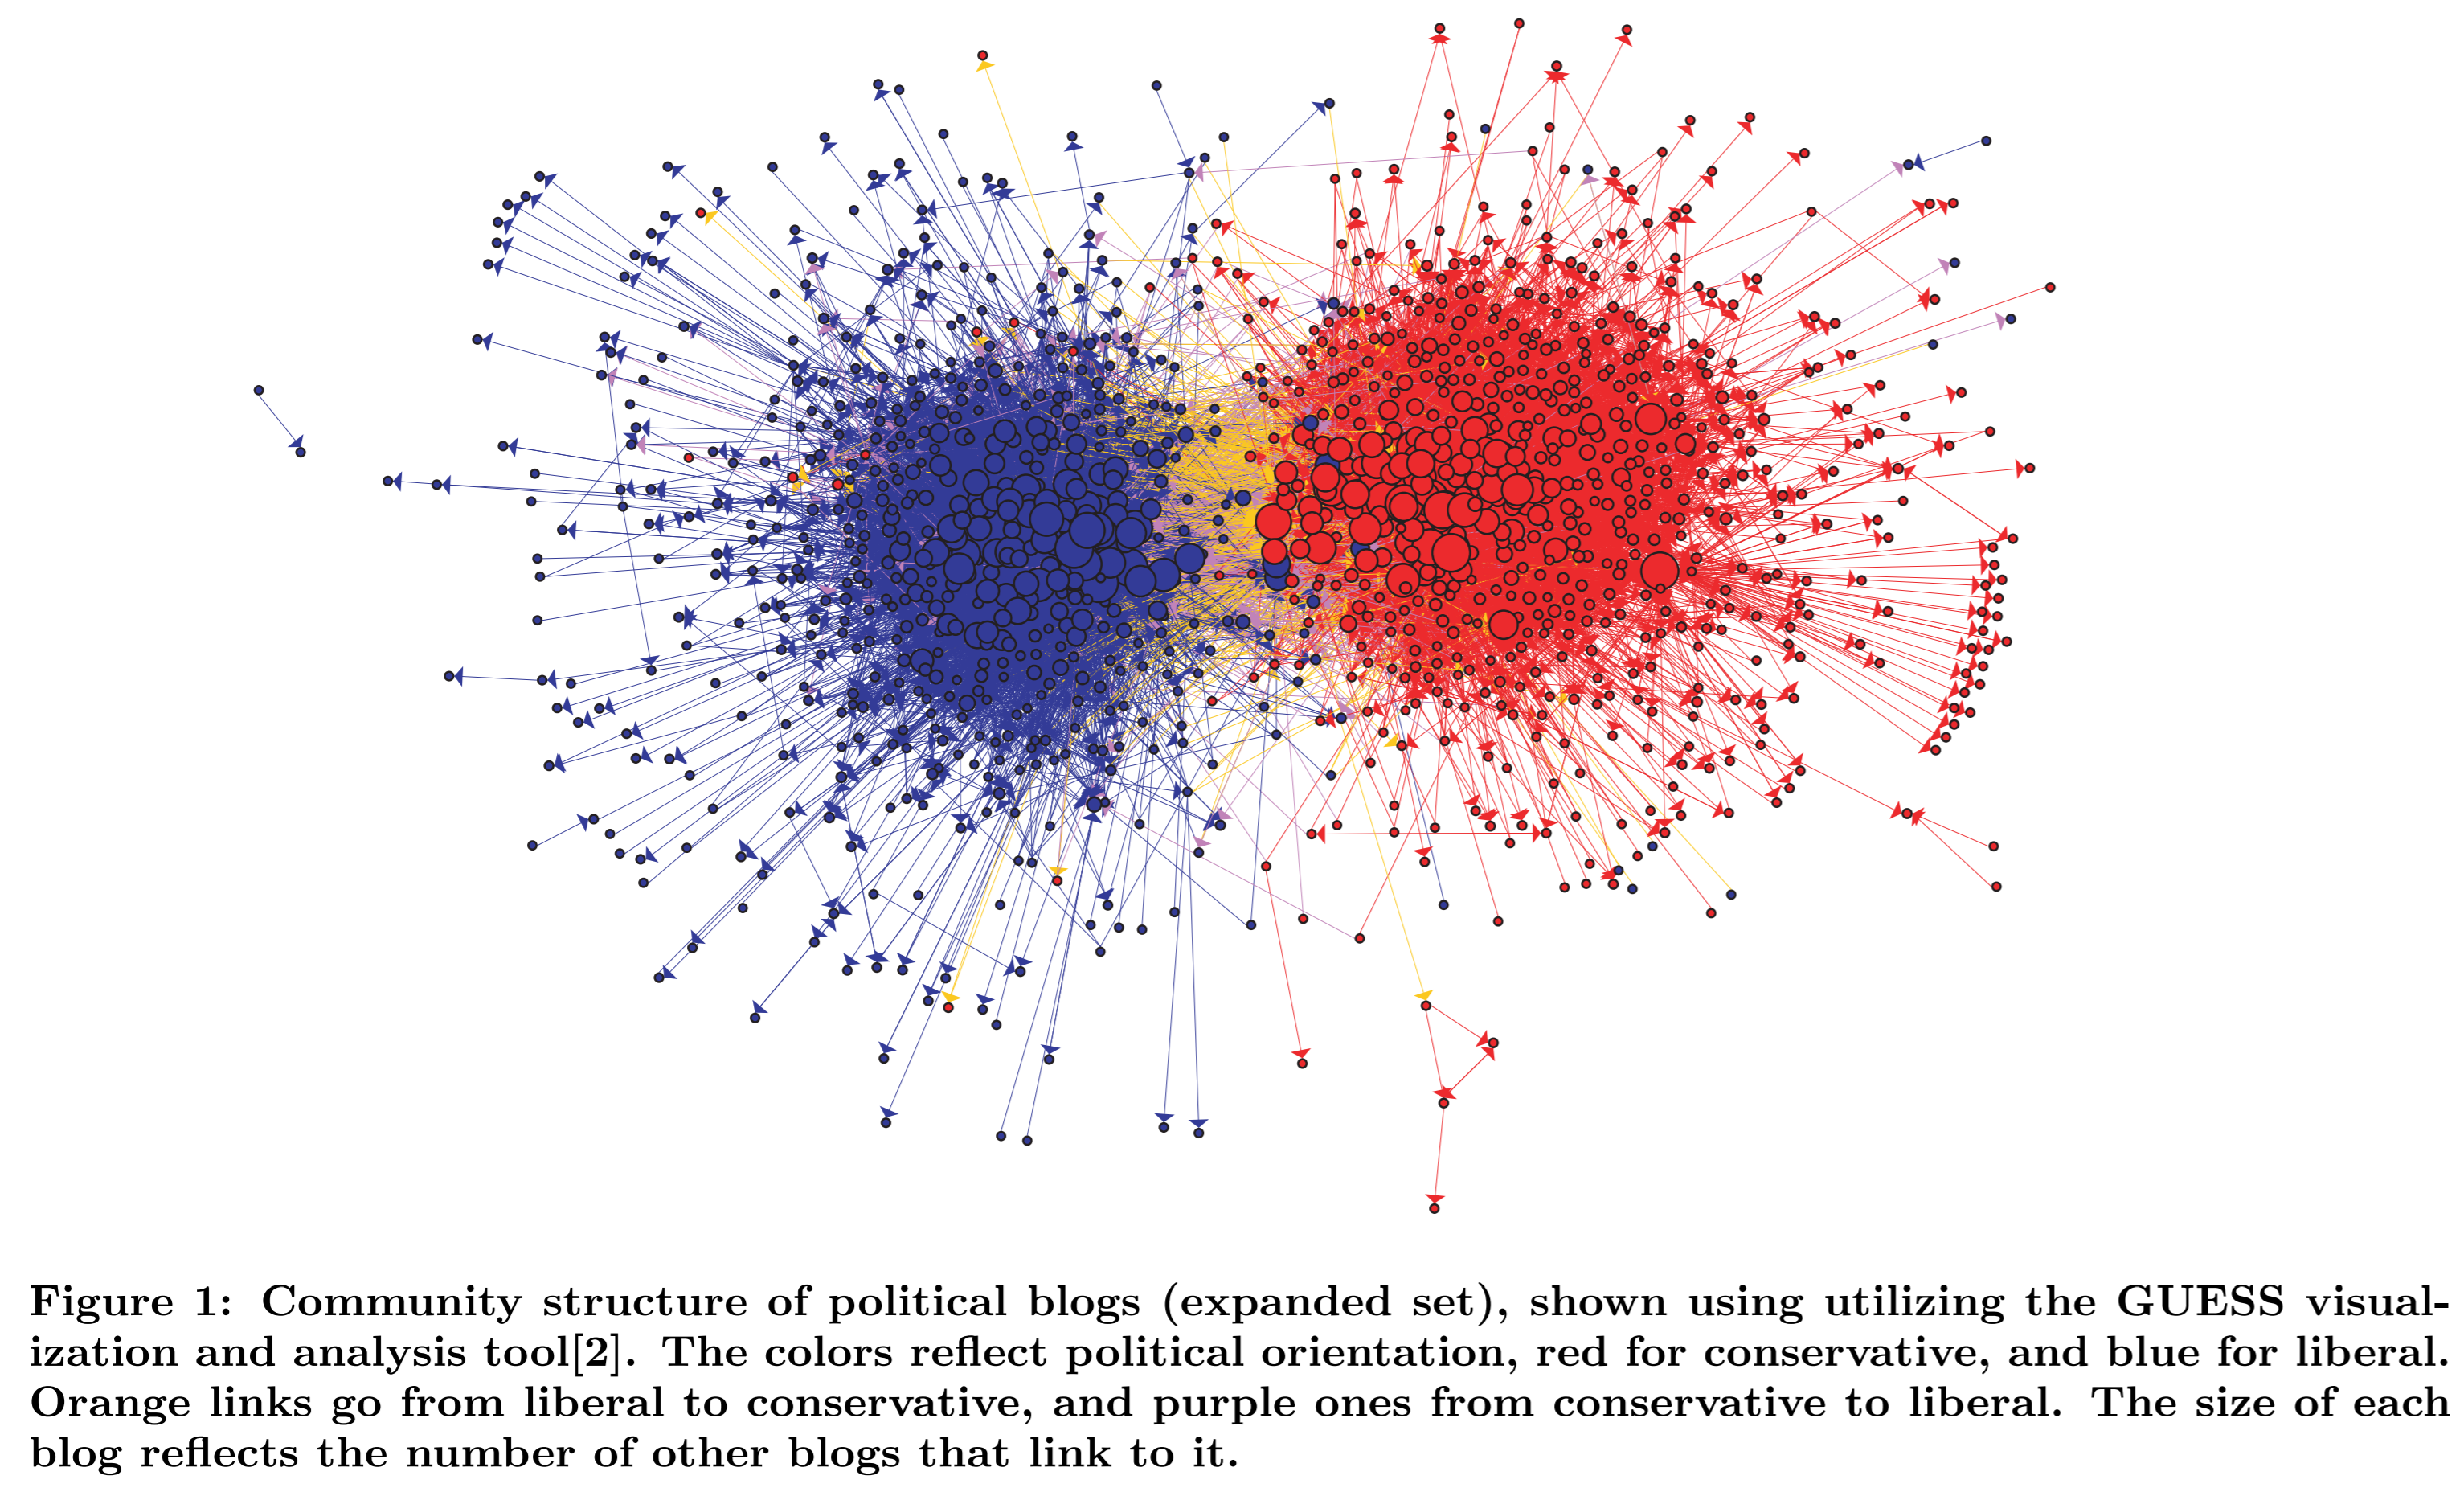 Figure 1: Community structure of political blogs (expanded set), shown using utilizing the GUESS visual-
ization and analysis tool[2]. The colors reflect political orientation, red for conservative, and blue for liberal.
Orange links go from liberal to conservative, and purple ones from conservative to liberal. The size of each
blog reflects the number of other blogs that link to it.